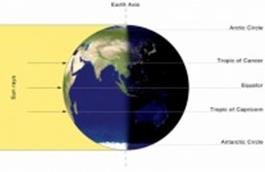 Earth Axis
Arctic Circle
Tropic of Cancer
Sun rays
Equator
Tropic of Capricorn
Antarctic Circle